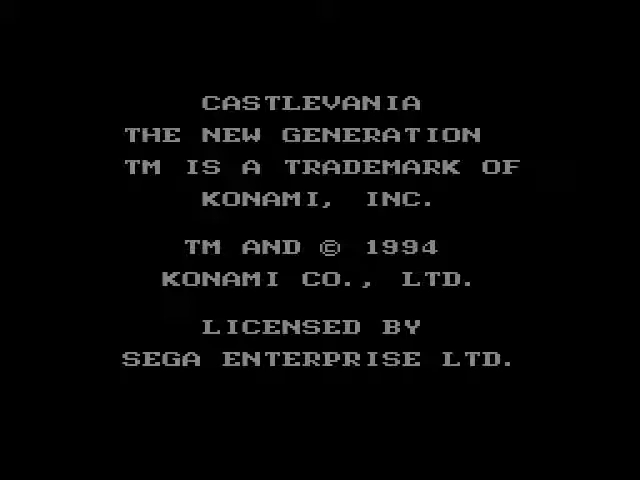 CASTLEVANIA
THE NEW GENERATION
TM IS A TRADEMARK OF
KONAMI, INC.
TM AND © 1994
KONAMI CO., LTD.
LICENSED BY
SEGA ENTERPRISE LTD.